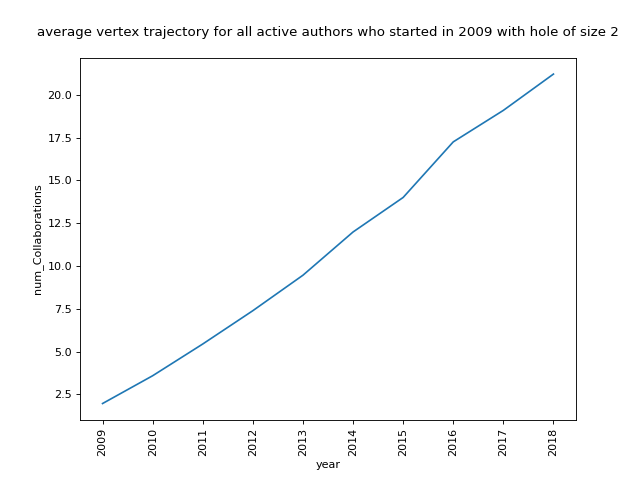 average vertex trajectory for all active authors who started in 2009 with hole of size 2
20.0
17.5
15.0
12.5
10.0
7.5
5.0
2.5
num_Collaborations
2009 2010 2011 2012 2013 2014 2015 2016 2017 2018
year